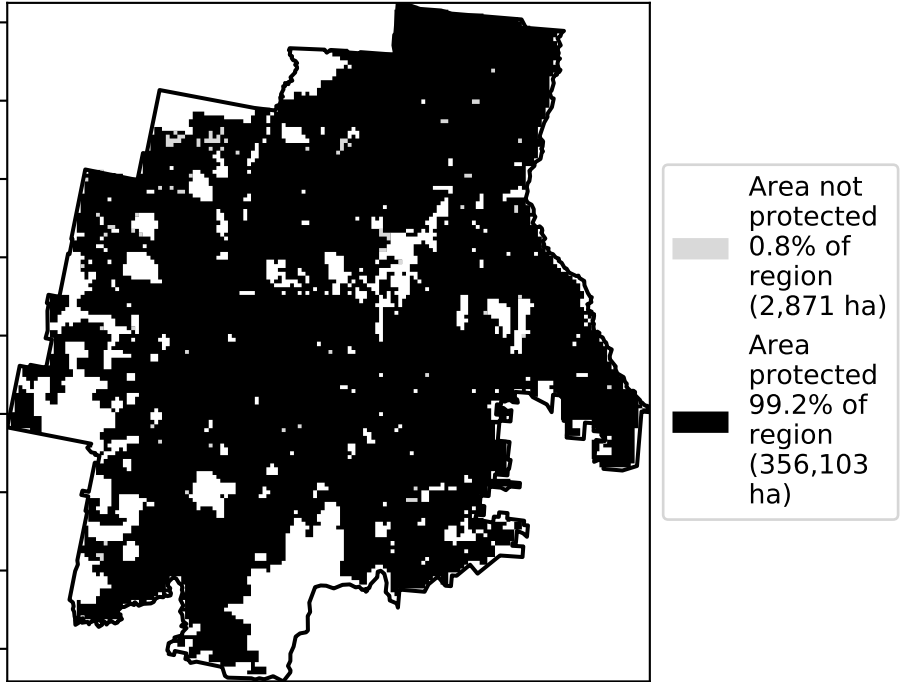 Area not
protected
0.8% of
region
(2,871 ha)
Area
protected
99.2% of
region
(356,103
ha)